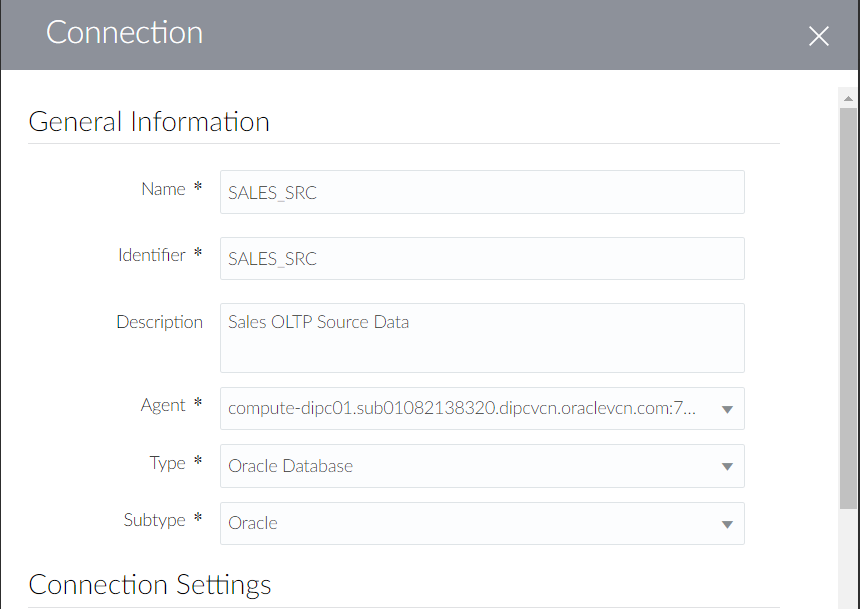 Connection
General Information
Name * SALES_SRC
Identifier * SALES_SRC
Description Sales OLTP Source Data
Agent * compute-dipc01.sub01082138320.dipcvcn.oraclevcn.com:7...
Type * Oracle Database
Subtype * Oracle
Connection Settings